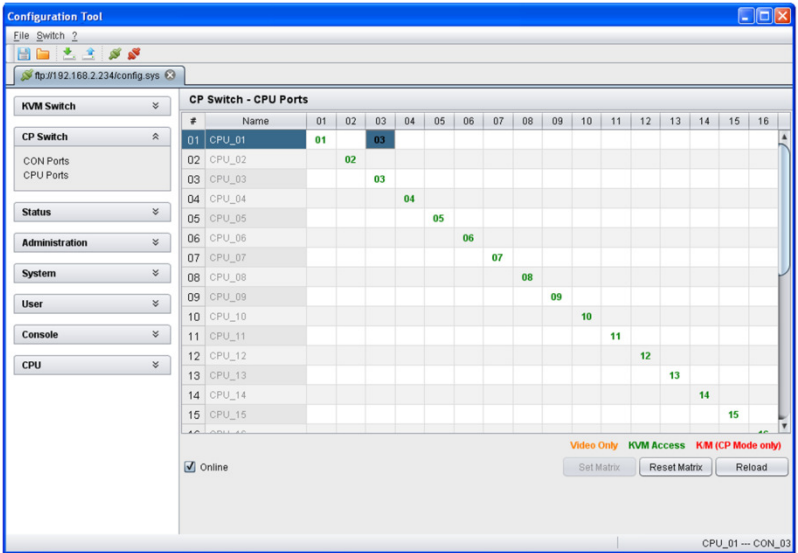 Configuration Tool
File Switch ?
ftp://192.168.2.234/config.sys
KVM Switch
CP Switch
CON Ports
CPU Ports
Status
Administration
System
User
Console
CPU
CP Switch - CPU Ports
# Name 01 02 03 04 05 06 07 08 09 10 11 12 13 14 15 16
01 CPU_01 01 03
02 CPU_02 02
03 CPU_03 03
04 CPU_04 04
05 CPU_05 05
06 CPU_06 06
07 CPU_07 07
08 CPU_08 08
09 CPU_09 09
10 CPU_10 10
11 CPU_11 11
12 CPU_12 12
13 CPU_13 13
14 CPU_14 14
15 CPU_15 15
Video Only KVM Access K/M (CP Mode only)
Online
Set Matrix Reset Matrix Reload
CPU_01 --- CON_03